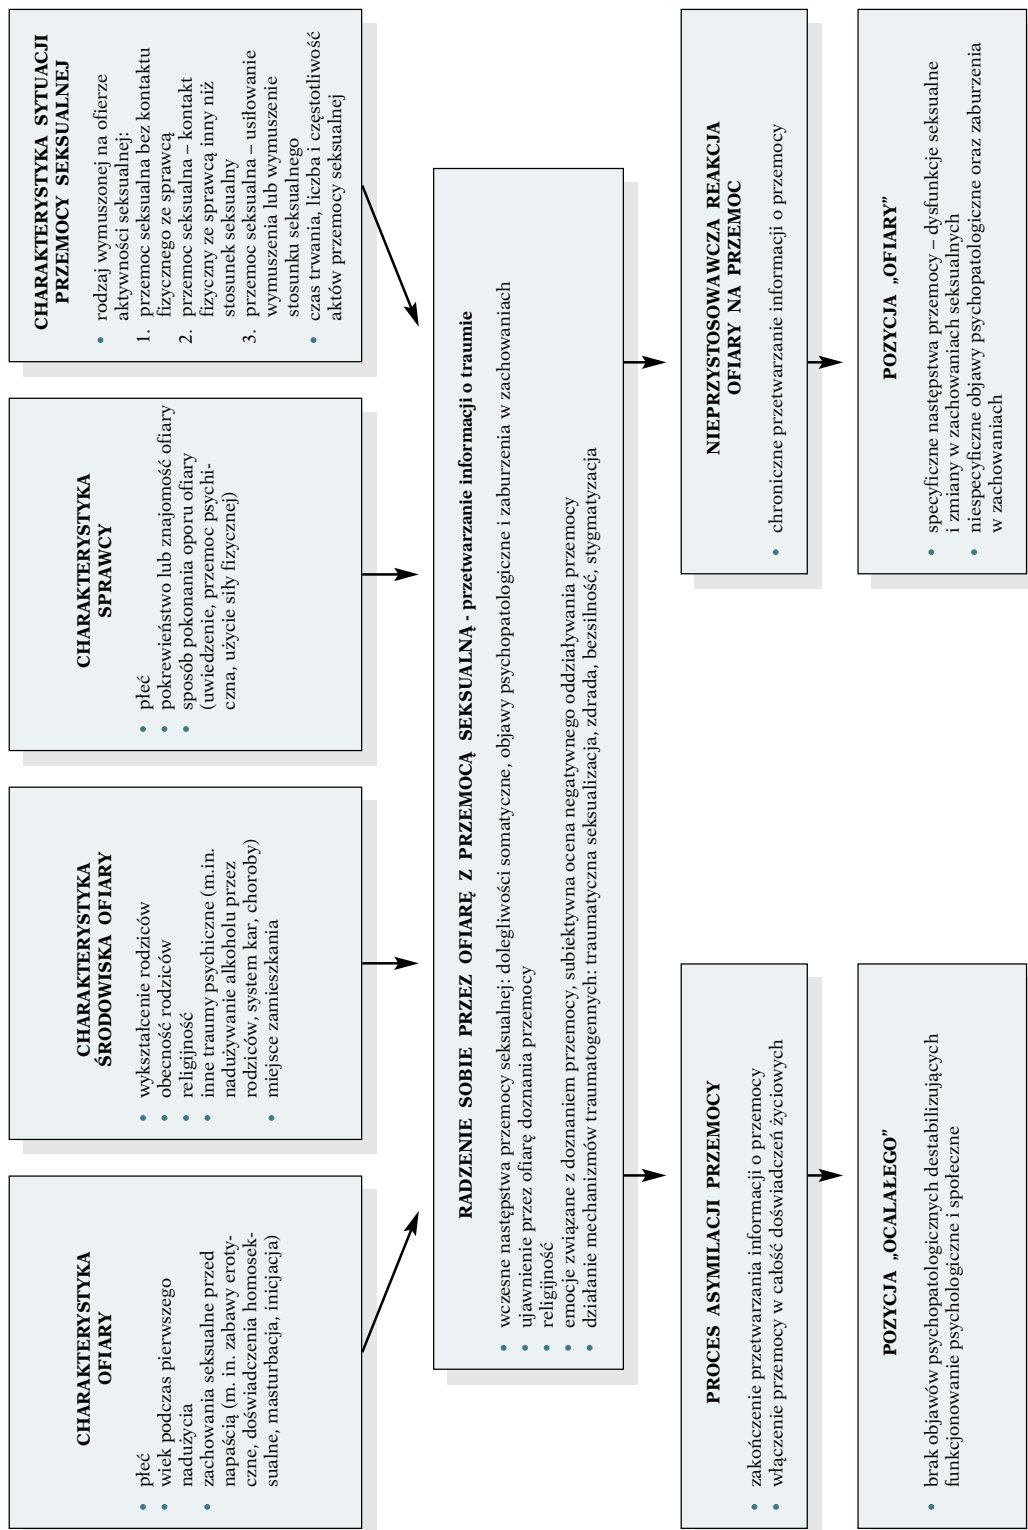 CHARAKTERYSTYKA
OFIARY
• płeć
• wiek podczas pierwszego
nadużycia
• zachowania seksualne przed
napaścią (m. in. zabawy eroty-
czne, doświadczenia homosek-
sualne, masturbacja, inicjacja)
CHARAKTERYSTYKA
ŚRODOWISKA OFIARY
• wykształcenie rodziców
• obecność rodziców
• religijność
• inne traumy psychiczne (m.in.
nadużywanie alkoholu przez
rodziców, system kar, choroby)
• miejsce zamieszkania
CHARAKTERYSTYKA
SPRAWCY
• płeć
• pokrewieństwo lub znajomość ofiary
• sposób pokonania oporu ofiary
(uwiedzenie, przemoc psychi-
czna, użycie siły fizycznej)
CHARAKTERYSTYKA SYTUACJI
PRZEMOCY SEKSUALNEJ
• rodzaj wymuszonej na ofierze
aktywności seksualnej:
1. przemoc seksualna bez kontaktu
fizycznego ze sprawcą
2. przemoc seksualna – kontakt
fizyczny ze sprawcą inny niż
stosunek seksualny
3. przemoc seksualna – usiłowanie
wymuszenia lub wymuszenie
stosunku seksualnego
• czas trwania, liczba i częstotliwość
aktów przemocy seksualnej
RADZENIE SOBIE PRZEZ OFIARĘ Z PRZEMOCĄ SEKSUALNĄ - przetwarzanie informacji o traumie
• wczesne następstwa przemocy seksualnej: dolegliwości somatyczne, objawy psychopatologiczne i zaburzenia w zachowaniach
• ujawnienie przez ofiarę doznania przemocy
• religijność
• emocje związane z doznaniem przemocy, subiektywna ocena negatywnego oddziaływania przemocy
• działanie mechanizmów traumatogennych: traumatyczna seksualizacja, zdrada, bezsilność, stygmatyzacja
PROCES ASYMILACJI PRZEMOCY
• zakończenie przetwarzania informacji o przemocy
• włączenie przemocy w całość doświadczeń życiowych
NIEPRZYSTOSOWAWCZA REAKCJA
OFIARY NA PRZEMOC
• chroniczne przetwarzanie informacji o przemocy
POZYCJA „OCALAŁEGO”
• brak objawów psychopatologicznych destabilizujących
funkcjonowanie psychologiczne i społeczne
POZYCJA „OFIARY”
• specyficzne następstwa przemocy – dysfunkcje seksualne
i zmiany w zachowaniach seksualnych
• niespecyficzne objawy psychopatologiczne oraz zaburzenia
w zachowaniach